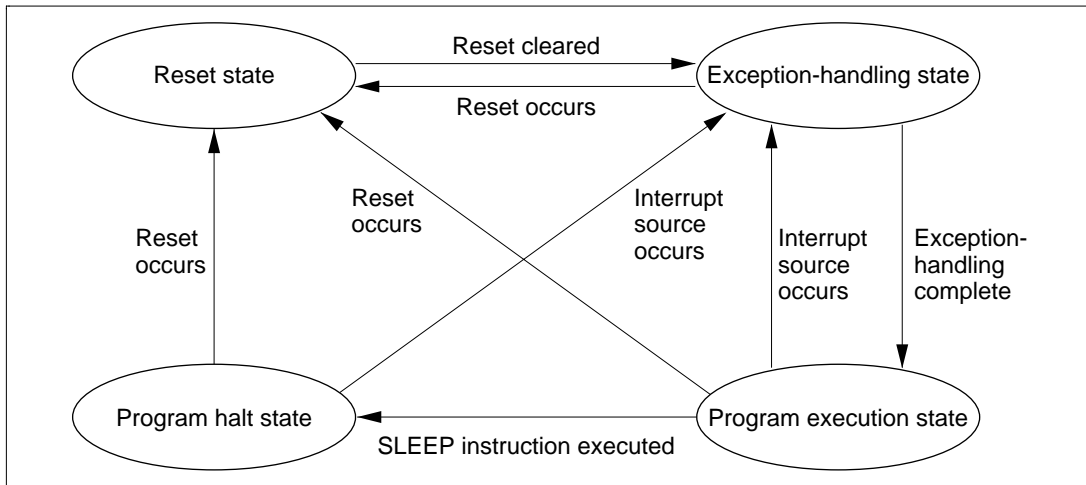 Reset state
Reset cleared
Reset occurs
Exception-handling state
Reset
occurs
Reset
occurs
Interrupt
source
occurs
Interrupt
source
occurs
Exception-
handling
complete
Program halt state
SLEEP instruction executed
Program execution state